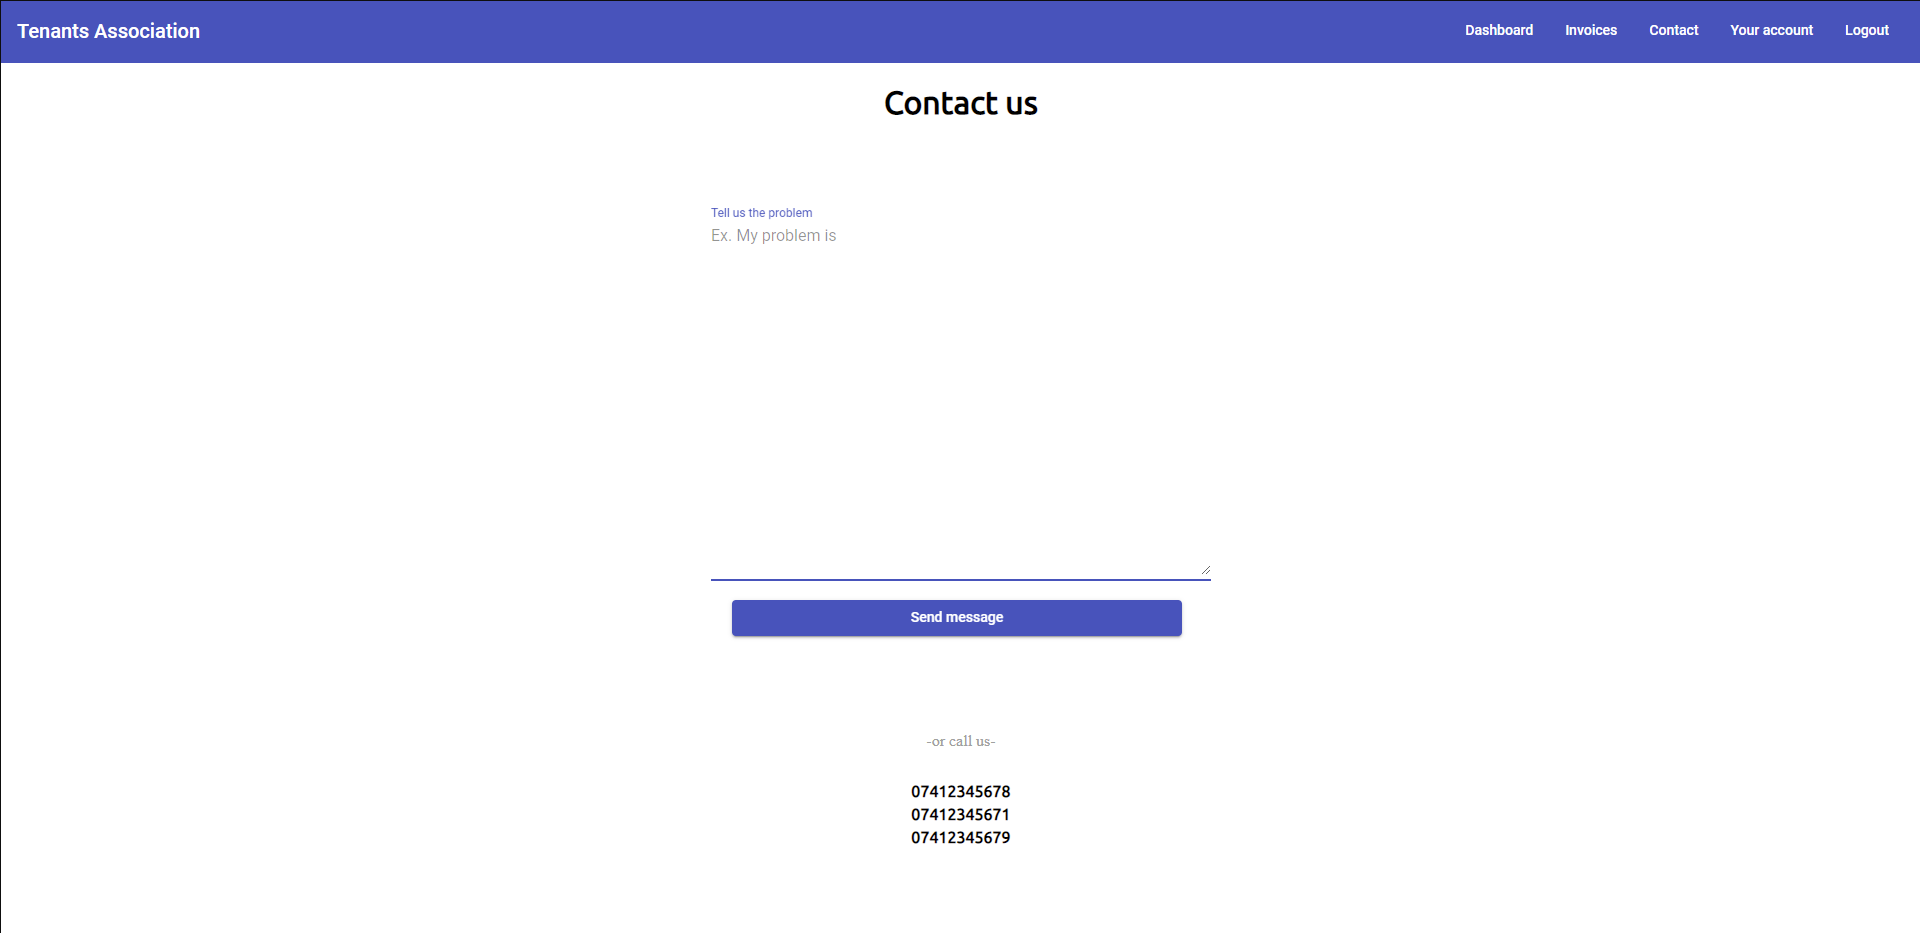 Tenants Association Dashboard Invoices Contact Your account Logout
Contact us
Tell us the problem
Ex. My problem is
Send message
-or call us-
07412345678
07412345671
07412345679